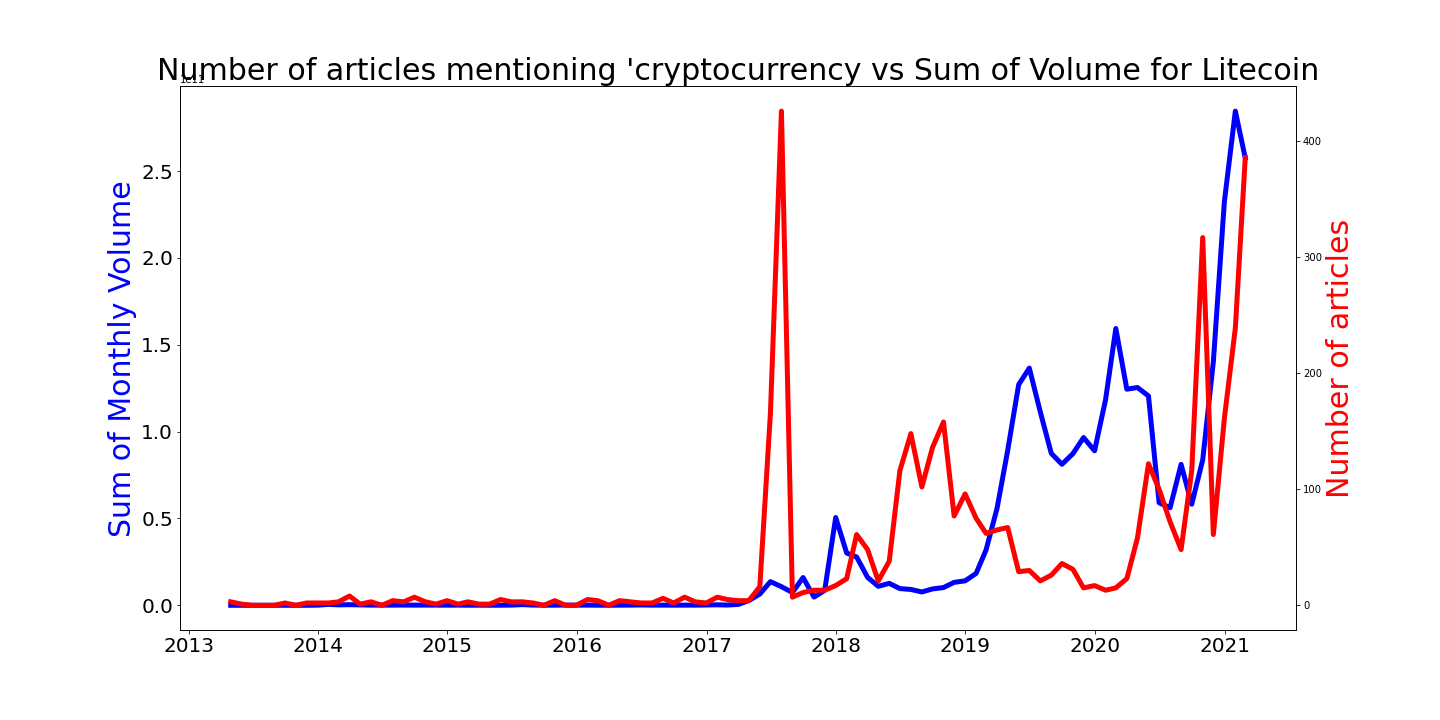 Number of articles mentioning 'cryptocurrency vs Sum of Volume for Litecoin
1e11
Sum of Monthly Volume
2.5
2.0
1.5
1.0
0.5
0.0
400
300
200
100
0
Number of articles
2013 2014 2015 2016 2017 2018 2019 2020 2021